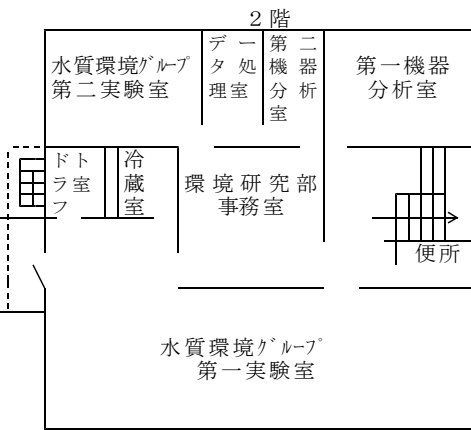 ２階
水質環境ｸﾞﾙｰﾌﾟ
第二実験室
データ処理室
第二機器分析室
第一機器
分析室
ドラフト室
冷蔵室
環境研究部
事務室
便所
水質環境ｸﾞﾙｰﾌﾟ
第一実験室